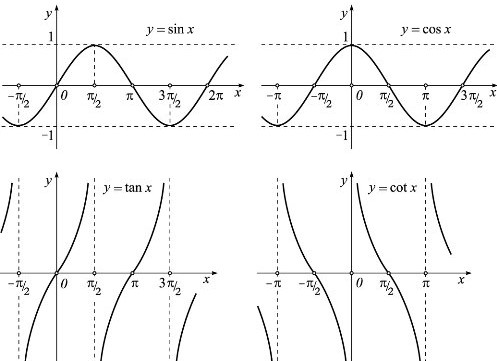 y
1
y = sin x
−π/2
0
π/2
π
3π/2
2π
x
−1
y
1
y = cos x
−π
−π/2
0
π/2
π
3π/2
x
−1
y
y = tan x
−π/2
0
π/2
π
3π/2
x
y
y = cot x
−π
−π/2
0
π/2
π
x